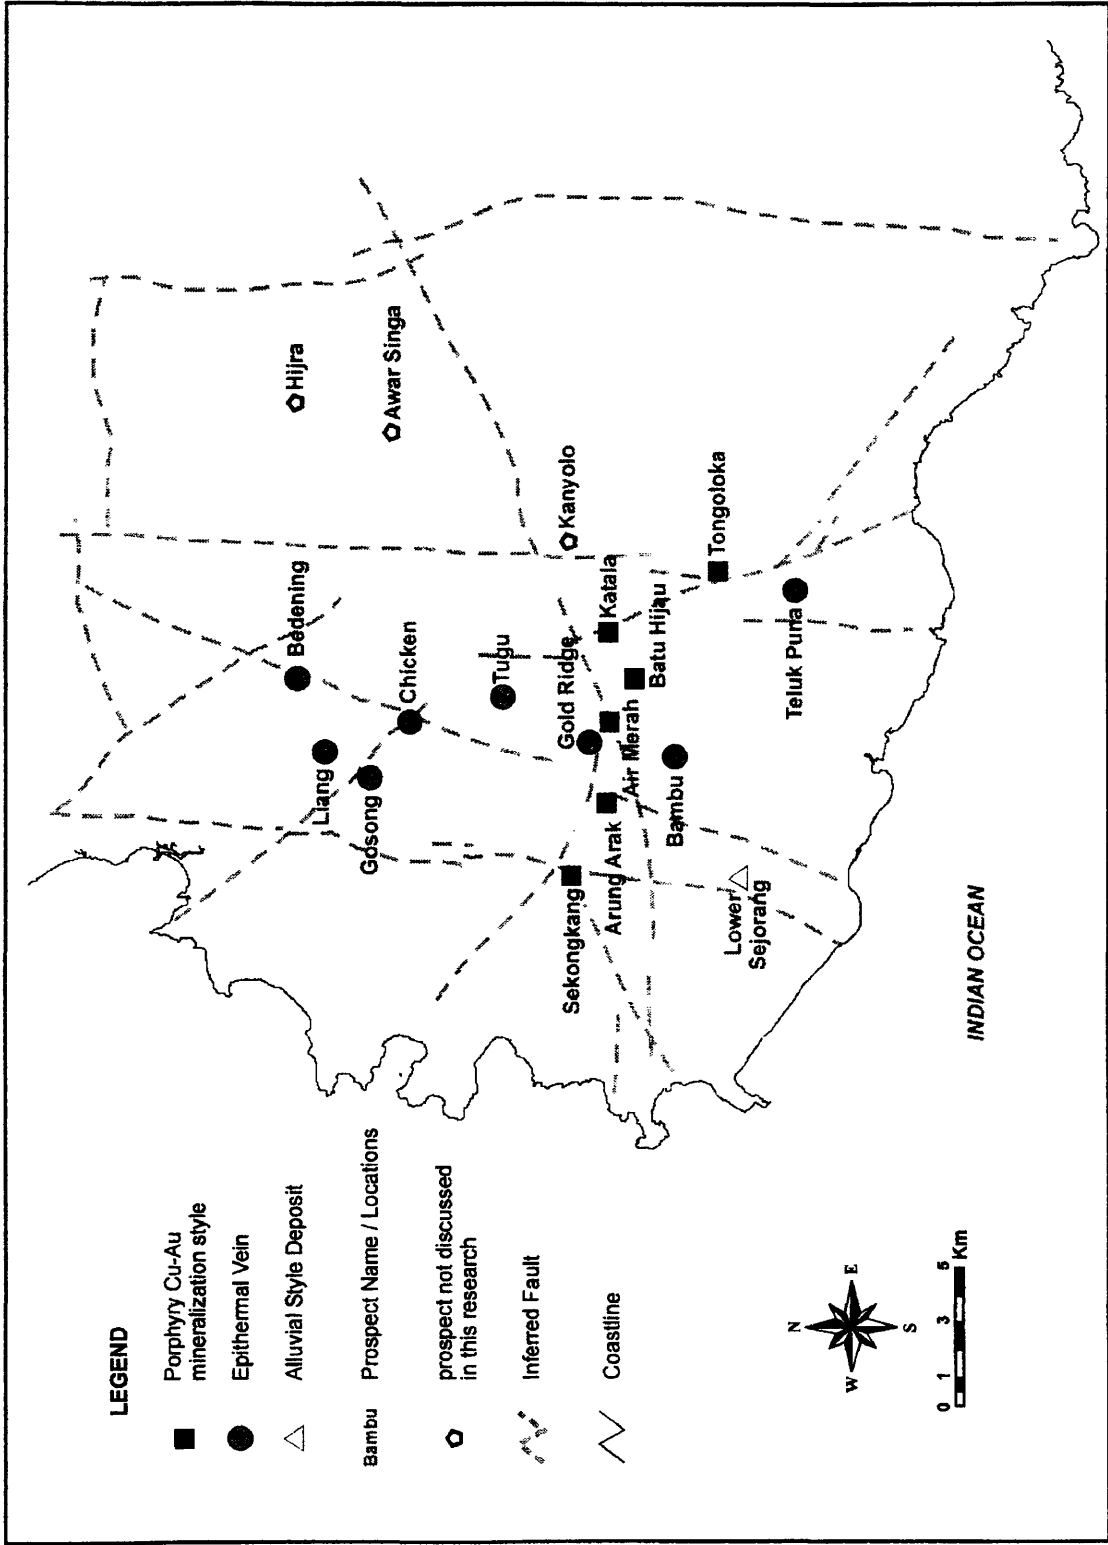 LEGEND
Porphyry Cu-Au
mineralization style
Epithermal Vein
Alluvial Style Deposit
Bambu Prospect Name / Locations
prospect not discussed
in this research
Inferred Fault
Coastline
N
W E
S
0 1 3 5 Km
Hijra
Bedening
Liang
Awar Singa
Chicken
Gosong
Tugu
Kanyolo
Gold Ridge
Sekongkang
Katala
Air Merah
Arung Arak
Batu Hijau
Bambu
Tongoloka
Lower
Sejorang
Teluk Puna
INDIAN OCEAN